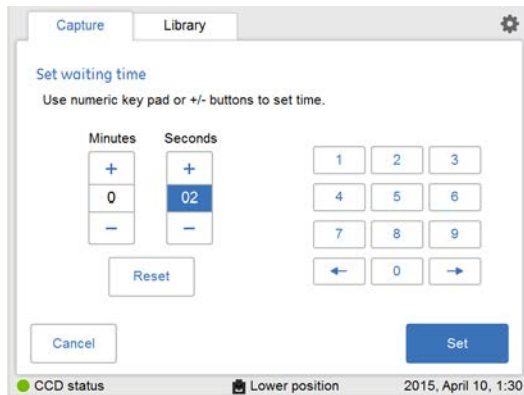 Capture Library
Set waiting time
Use numeric key pad or +/- buttons to set time.
Minutes Seconds
+ +
0 02
− −
Reset
1 2 3
4 5 6
7 8 9
← 0 →
Cancel Set
CCD status Lower position 2015, April 10, 1:30